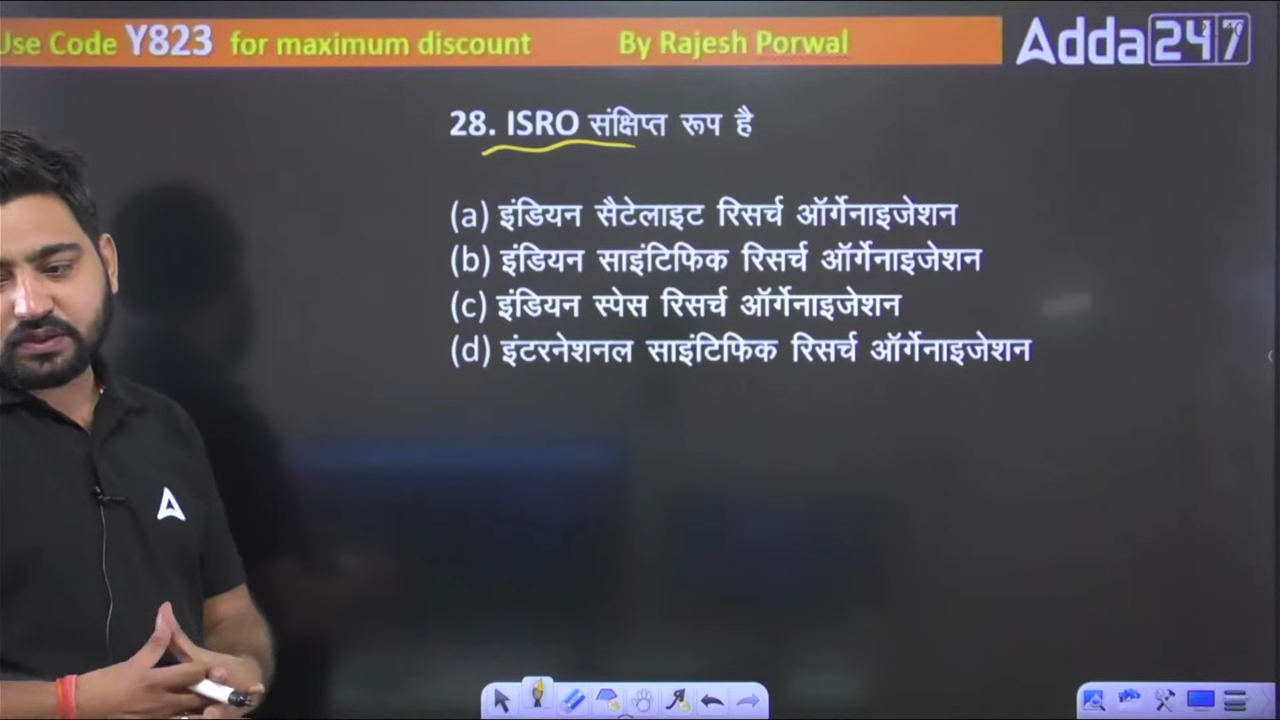 Use Code Y823 for maximum discount By Rajesh Porwal
Adda247
28. ISRO संक्षिप्त रूप है
(a) इंडियन सैटेलाइट रिसर्च ऑर्गेनाइजेशन
(b) इंडियन साइंटिफिक रिसर्च ऑर्गेनाइजेशन
(c) इंडियन स्पेस रिसर्च ऑर्गेनाइजेशन
(d) इंटरनेशनल साइंटिफिक रिसर्च ऑर्गेनाइजेशन